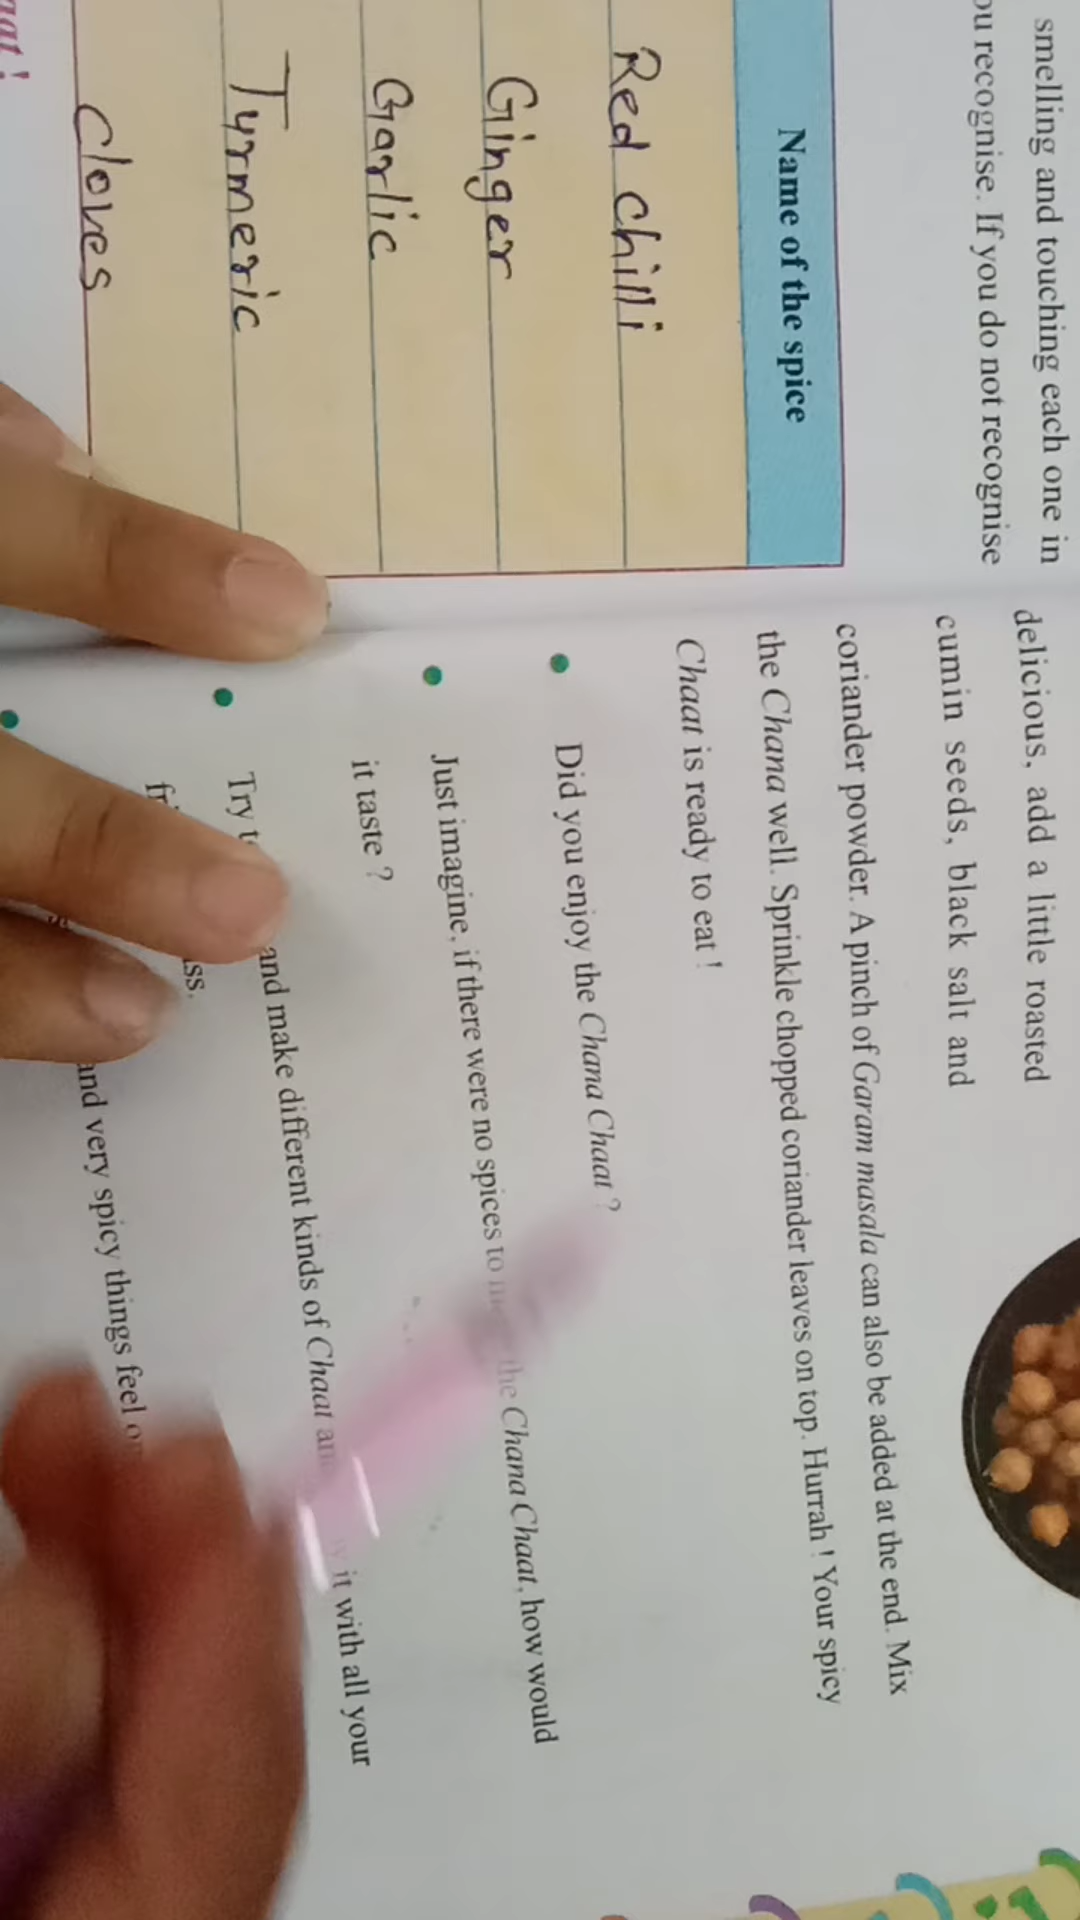 smelling and touching each one in
recognise. If you do not recognise
Name of the spice
Red chilli
Ginger
Garlic
Turmeric
Cloves
delicious, add a little roasted
cumin seeds, black salt and
coriander powder. A pinch of Garam masala can also be added at the end. Mix
the Chana well. Sprinkle chopped coriander leaves on top. Hurrah ! Your spicy
Chaat is ready to eat !
Did you enjoy the Chana Chaat ?
Just imagine, if there were no spices to the Chana Chaat, how would
it taste ?
Try and make different kinds of Chaat it with all your
and very spicy things feel